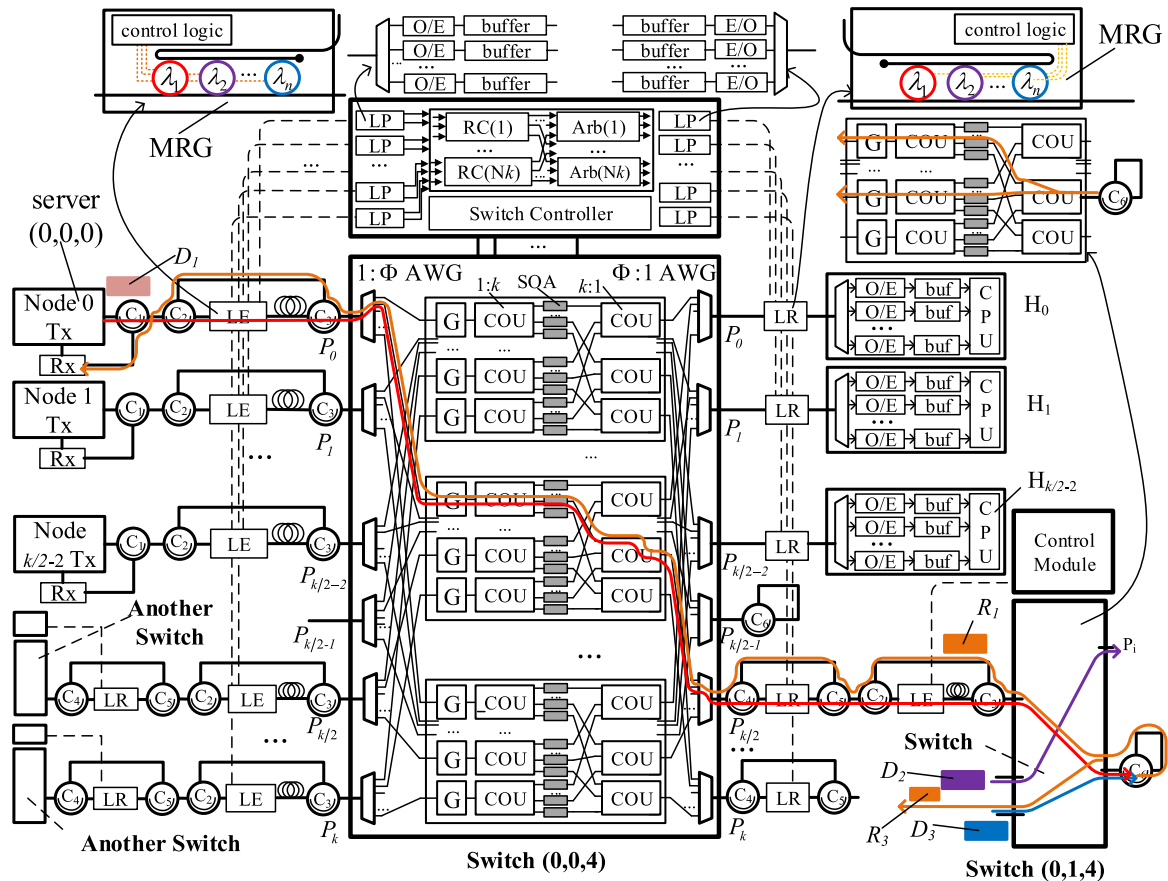 control logic
λ1 λ2 ... λn
MRG
O/E buffer
O/E buffer
...
O/E buffer
buffer E/O
buffer E/O
...
buffer E/O
control logic
λ1 λ2 ... λn
MRG
LP
LP
...
LP
LP
RC(1) ... Arb(1)
... ...
RC(Nk) ... Arb(Nk)
Switch Controller
LP
LP
...
LP
LP
...
...
...
G COU ... COU
...
G COU ... COU
G COU ... COU
C6
server
(0,0,0)
D1
Node 0
Tx
Rx
C1 C2 LE C3
P0
Node 1
Tx
Rx
C1 C2 LE C3
P1
...
Node
k/2-2 Tx
Rx
C1 C2 LE C3
Pk/2-2
Another
Switch
Pk/2-1
C4 LR C5 C2 LE C3
Pk/2
...
...
C4 LR C5 C2 LE C3
Pk
Another Switch
1: Φ AWG
Φ :1 AWG
1:k SOA k:1
G COU ... COU
... ...
G COU ... COU
G COU ... COU
...
G COU ... COU
... ...
G COU ... COU
G COU ... COU
...
G COU ... COU
... ...
G COU ... COU
G COU ... COU
Switch (0,0,4)
P0
LR
O/E buf
O/E buf
...
O/E buf
C
P
U
H0
P1
LR
O/E buf
O/E buf
...
O/E buf
C
P
U
H1
Pk/2-2
LR
O/E buf
O/E buf
...
O/E buf
C
P
U
Hk/2-2
Pk/2-1
C6
Pk/2
C4 LR C5 C2 LE C3
...
Pk
C4 LR C5
Control
Module
R1
Pi
Switch
D2
R3
D3
C6
Switch (0,1,4)